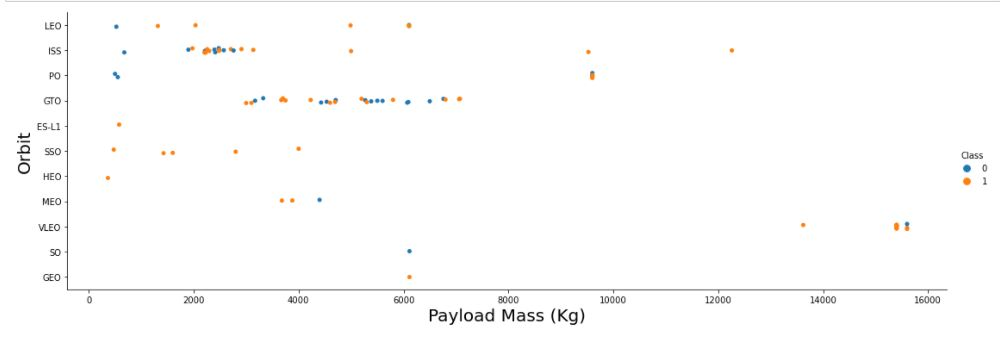 LEO
ISS
PO
GTO
ES-L1
SSO
HEO
MEO
VLEO
SO
GEO
Orbit
Class
0
1
0 2000 4000 6000 8000 10000 12000 14000 16000
Payload Mass (Kg)